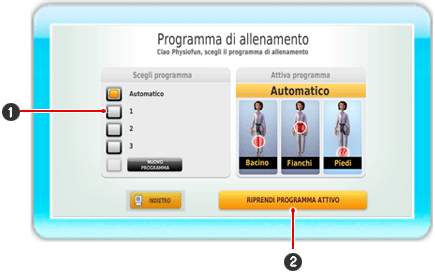 Programma di allenamento
Ciao Physiofun, scegli il programma di allenamento
Scegli programma
Automatico
1
2
3
NUOVO
PROGRAMMA
Attiva programma
Automatico
Bacino
Fianchi
Piedi
INDIETRO
RIPRENDI PROGRAMMA ATTIVO
1
2